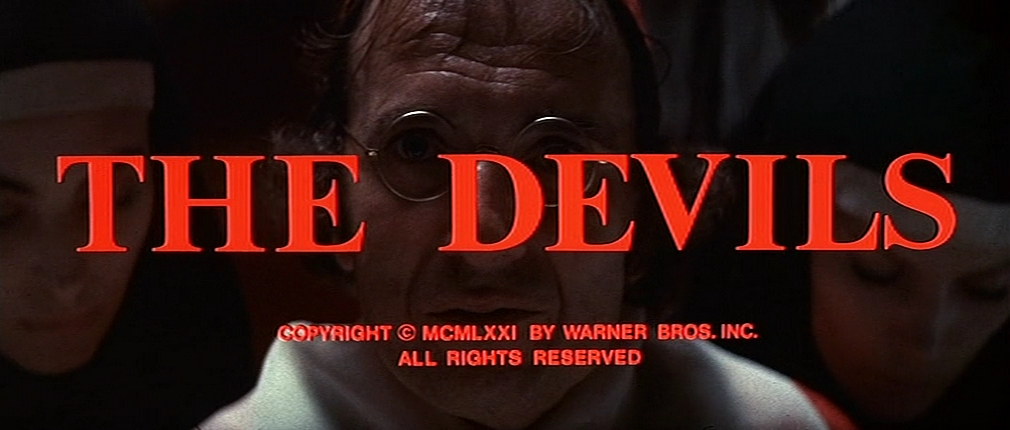 THE DEVILS
COPYRIGHT © MCMLXXI BY WARNER BROS. INC.
ALL RIGHTS RESERVED